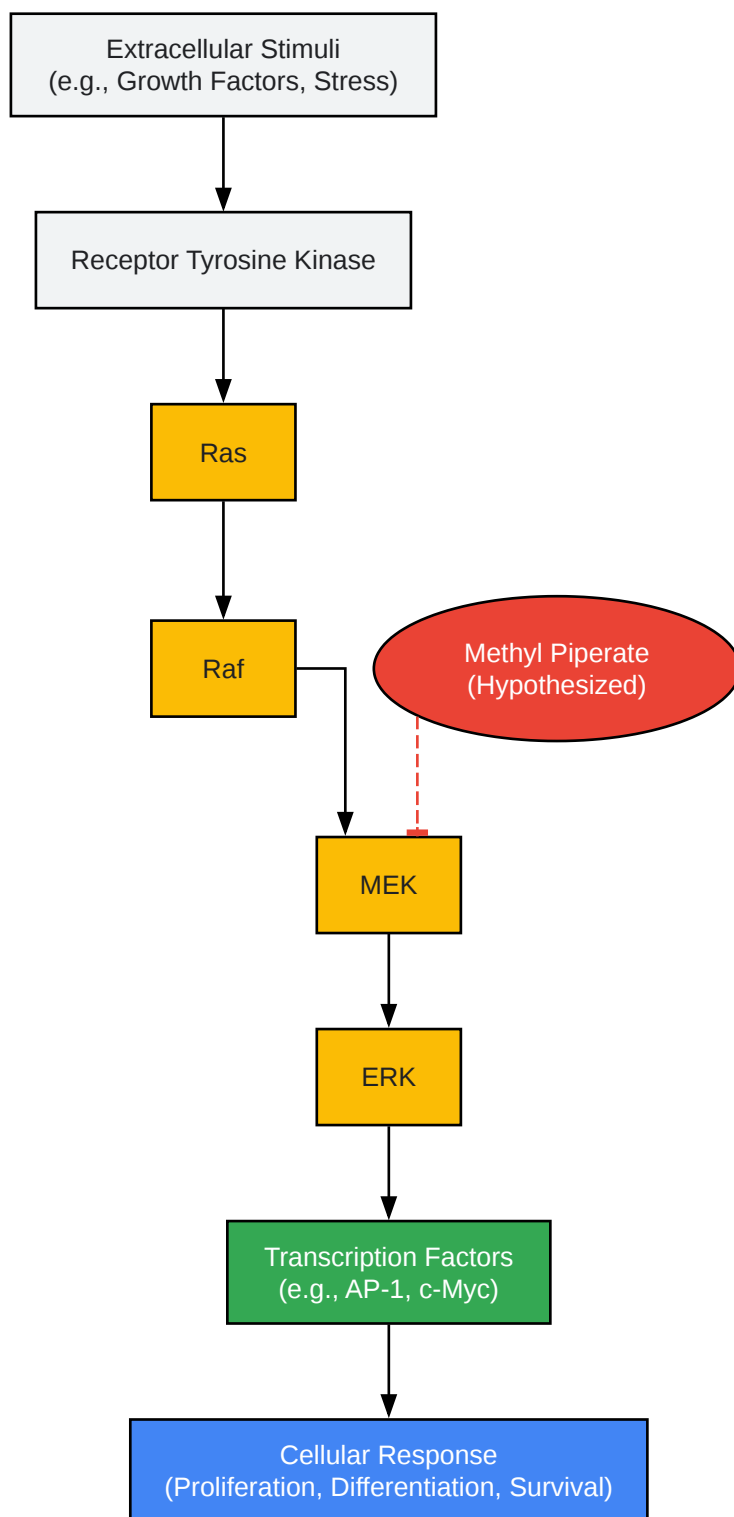 Extracellular Stimuli
(e.g., Growth Factors, Stress)
Receptor Tyrosine Kinase
Ras
Raf
Methyl Piperate
(Hypothesized)
MEK
ERK
Transcription Factors
(e.g., AP-1, c-Myc)
Cellular Response
(Proliferation, Differentiation, Survival)